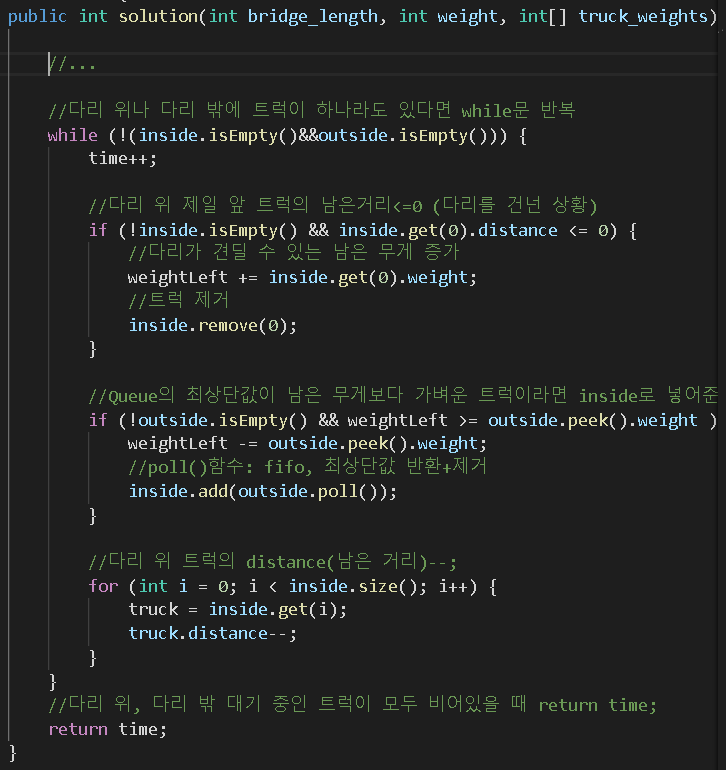 public int solution(int bridge_length, int weight, int[] truck_weights)
//...
//다리 위나 다리 밖에 트럭이 하나라도 있다면 while문 반복
while (!(inside.isEmpty()&&outside.isEmpty())) {
time++;
//다리 위 제일 앞 트럭의 남은거리<=0 (다리를 건넌 상황)
if (!inside.isEmpty() && inside.get(0).distance <= 0) {
//다리가 견딜 수 있는 남은 무게 증가
weightLeft += inside.get(0).weight;
//트럭 제거
inside.remove(0);
}
//Queue의 최상단값이 남은 무게보다 가벼운 트럭이라면 inside로 넣어준
if (!outside.isEmpty() && weightLeft >= outside.peek().weight )
weightLeft -= outside.peek().weight;
//poll()함수: fifo, 최상단값 반환+제거
inside.add(outside.poll());
}
//다리 위 트럭의 distance(남은 거리)--;
for (int i = 0; i < inside.size(); i++) {
truck = inside.get(i);
truck.distance--;
}
}
//다리 위, 다리 밖 대기 중인 트럭이 모두 비어있을 때 return time;
return time;
}